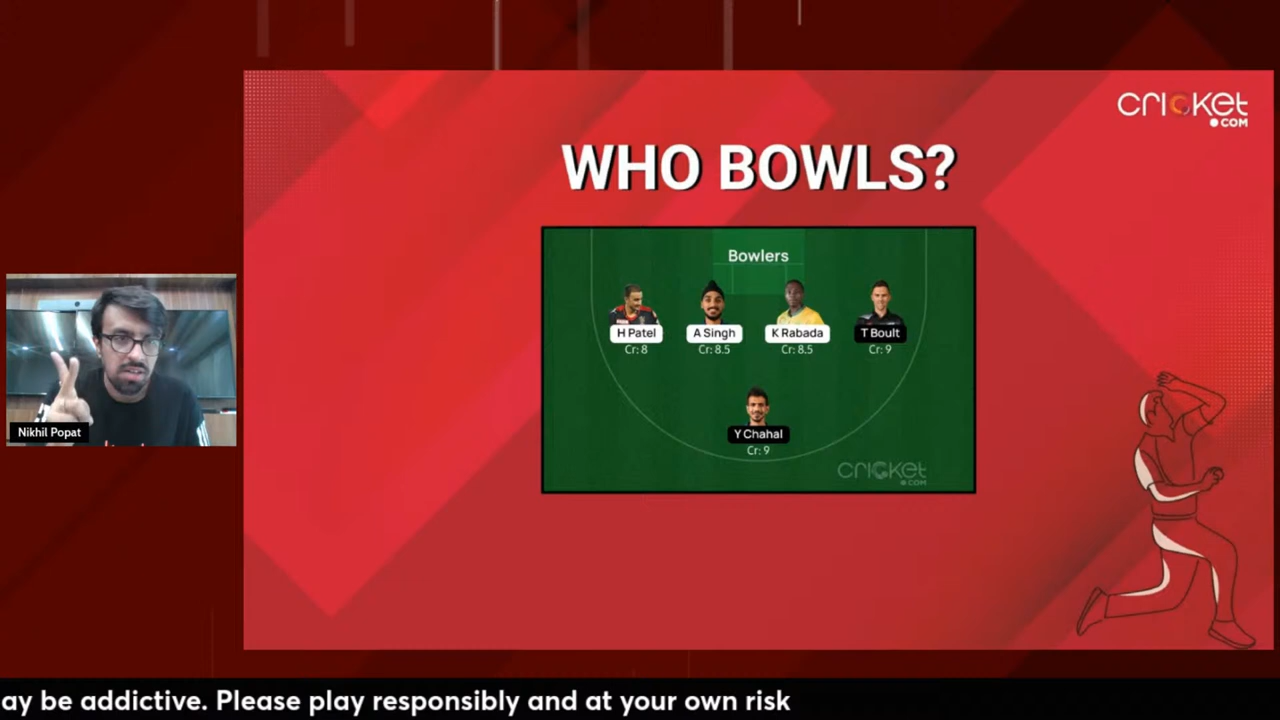 cricket
.COM
WHO BOWLS?
Bowlers
H Patel
A Singh
K Rabada
T Boult
Cr: 8
Cr: 8.5
Cr: 8.5
Cr: 9
Y Chahal
Cr: 9
cricket
.COM
Nikhil Popat
ay be addictive. Please play responsibly and at your own risk